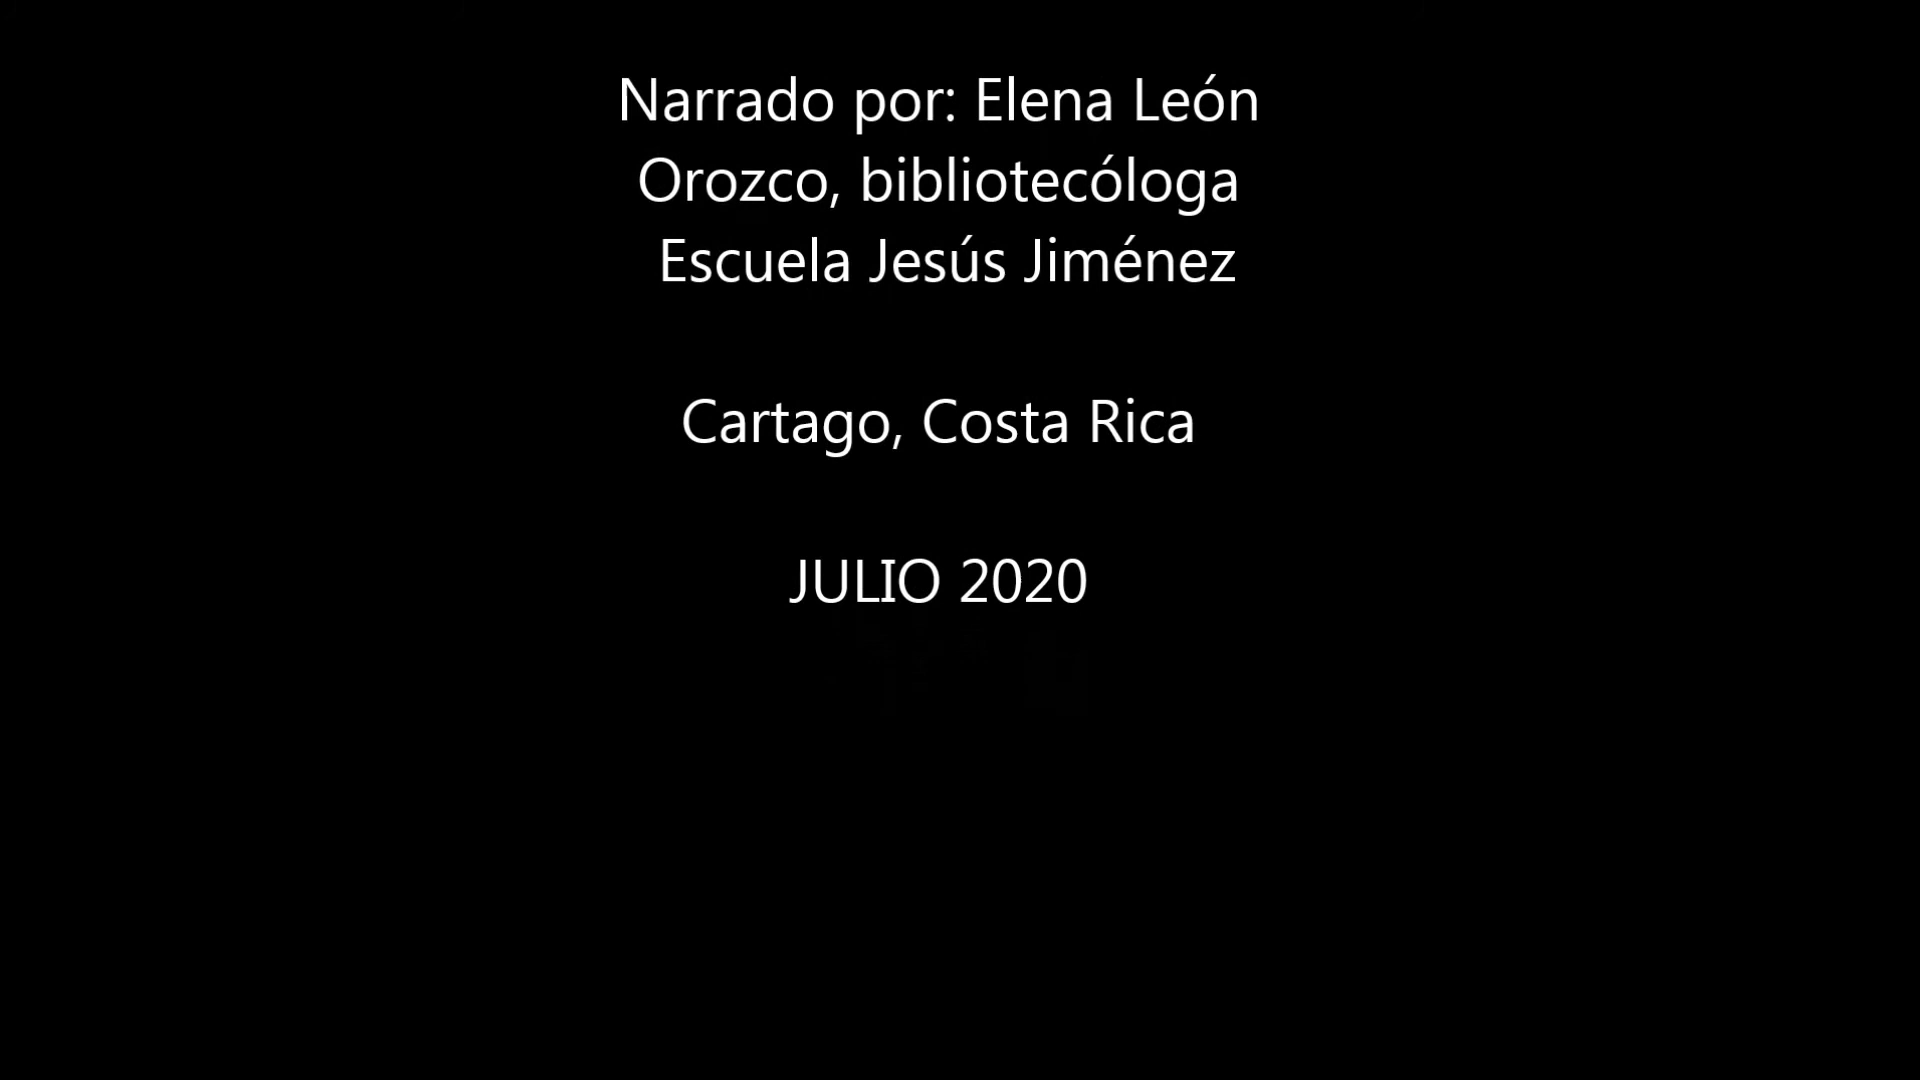 Narrado por: Elena León
Orozco, bibliotecóloga
Escuela Jesús Jiménez
Cartago, Costa Rica
JULIO 2020